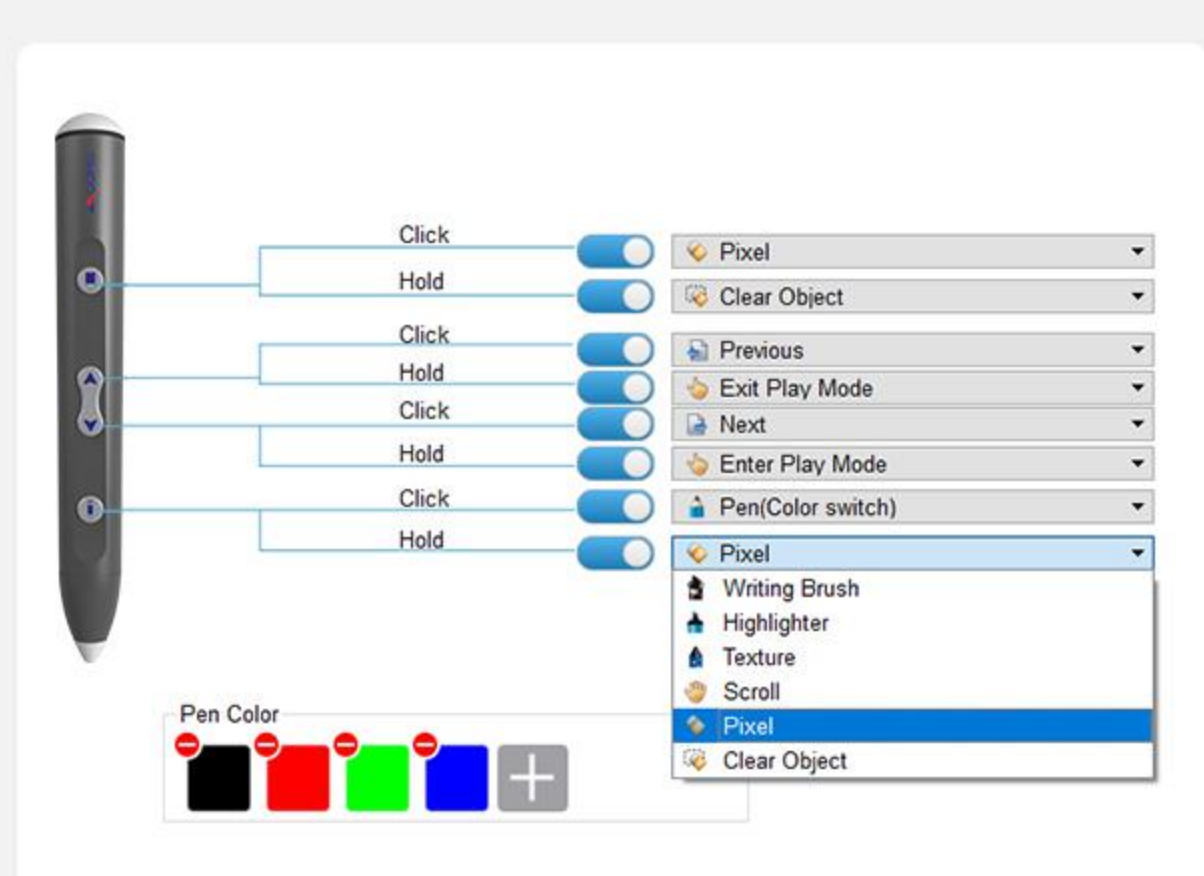 Click
Pixel
Hold
Clear Object
Click
Previous
Hold
Exit Play Mode
Click
Next
Hold
Enter Play Mode
Click
Pen(Color switch)
Hold
Pixel
Writing Brush
Highlighter
Texture
Scroll
Pixel
Clear Object
Pen Color